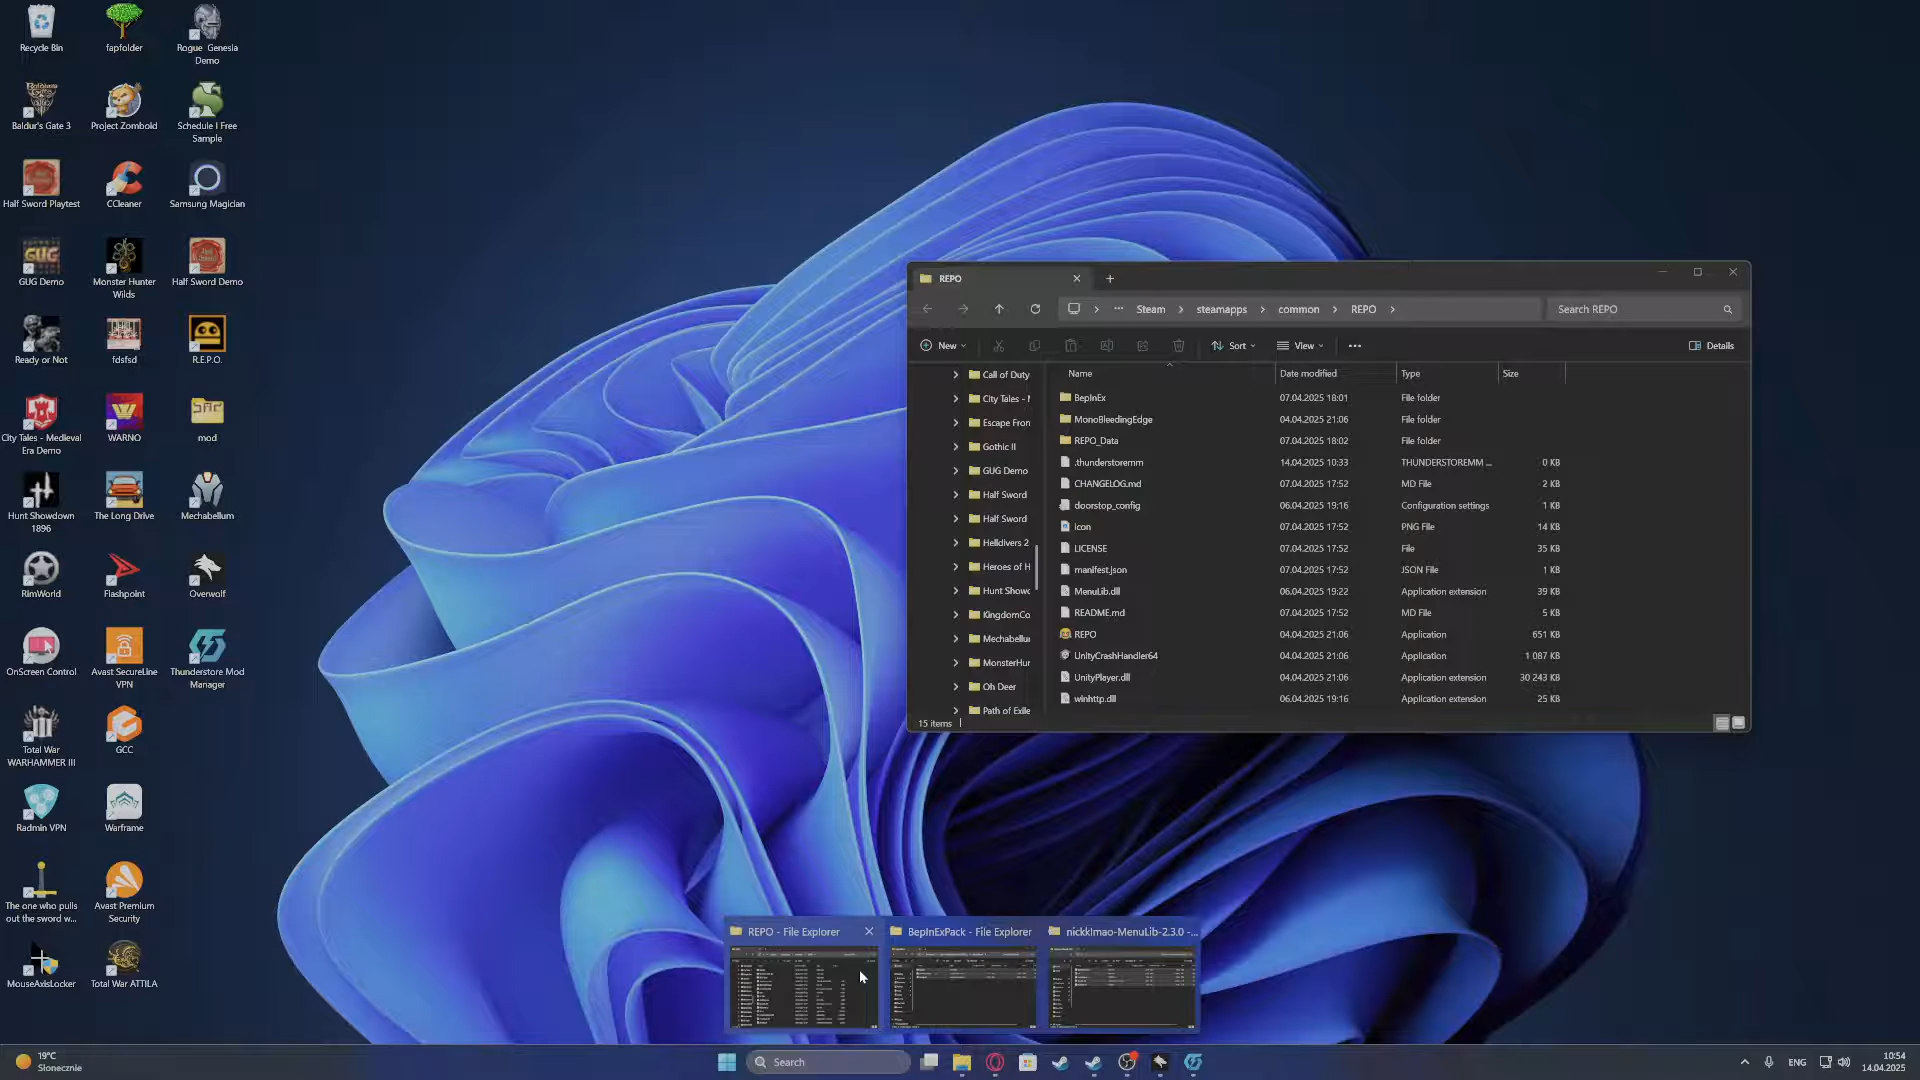 Recycle Bin
fapfolder
Rogue Genesia
Demo
Baldur's Gate 3
Project Zomboid
Schedule I Free
Sample
Half Sword Playtest
CCleaner
Samsung Magician
GUG Demo
Monster Hunter
Wilds
Half Sword Demo
Ready or Not
fdsfsd
R.E.P.O.
City Tales - Medieval
Era Demo
WARNO
mod
Hunt Showdown
1896
The Long Drive
Mechabellum
RimWorld
Flashpoint
Overwolf
OnScreen Control
Avast SecureLine
VPN
Thunderstore Mod
Manager
Total War
WARHAMMER III
GCC
Radmin VPN
Warframe
The one who pulls
out the sword w...
Avast Premium
Security
MouseAxisLocker
Total War ATTILA
REPO
... Steam steamapps common REPO
Search REPO
New Sort View ... Details
Name Date modified Type Size
Call of Duty
City Tales - M
Escape Fron
Gothic II
GUG Demo
Half Sword
Half Sword
Helldivers 2
Heroes of H
Hunt Showc
KingdomCo
Mechabellu
MonsterHur
Oh Deer
Path of Exile
BepInEx 07.04.2025 18:01 File folder
MonoBleedingEdge 04.04.2025 21:06 File folder
REPO_Data 07.04.2025 18:02 File folder
.thunderstoremm 14.04.2025 10:33 THUNDERSTOREMM ... 0 KB
CHANGELOG.md 07.04.2025 17:52 MD File 2 KB
doorstop_config 06.04.2025 19:16 Configuration settings 1 KB
icon 07.04.2025 17:52 PNG File 14 KB
LICENSE 07.04.2025 17:52 File 35 KB
manifest.json 07.04.2025 17:52 JSON File 1 KB
MenuLib.dll 06.04.2025 19:22 Application extension 39 KB
README.md 07.04.2025 17:52 MD File 5 KB
REPO 04.04.2025 21:06 Application 651 KB
UnityCrashHandler64 04.04.2025 21:06 Application 1 087 KB
UnityPlayer.dll 04.04.2025 21:06 Application extension 30 243 KB
winhttp.dll 06.04.2025 19:16 Application extension 25 KB
15 items
REPO - File Explorer
BepInExPack - File Explorer
nickklmao-MenuLib-2.3.0 -...
19°C
Słonecznie
Search
ENG
10:54
14.04.2025